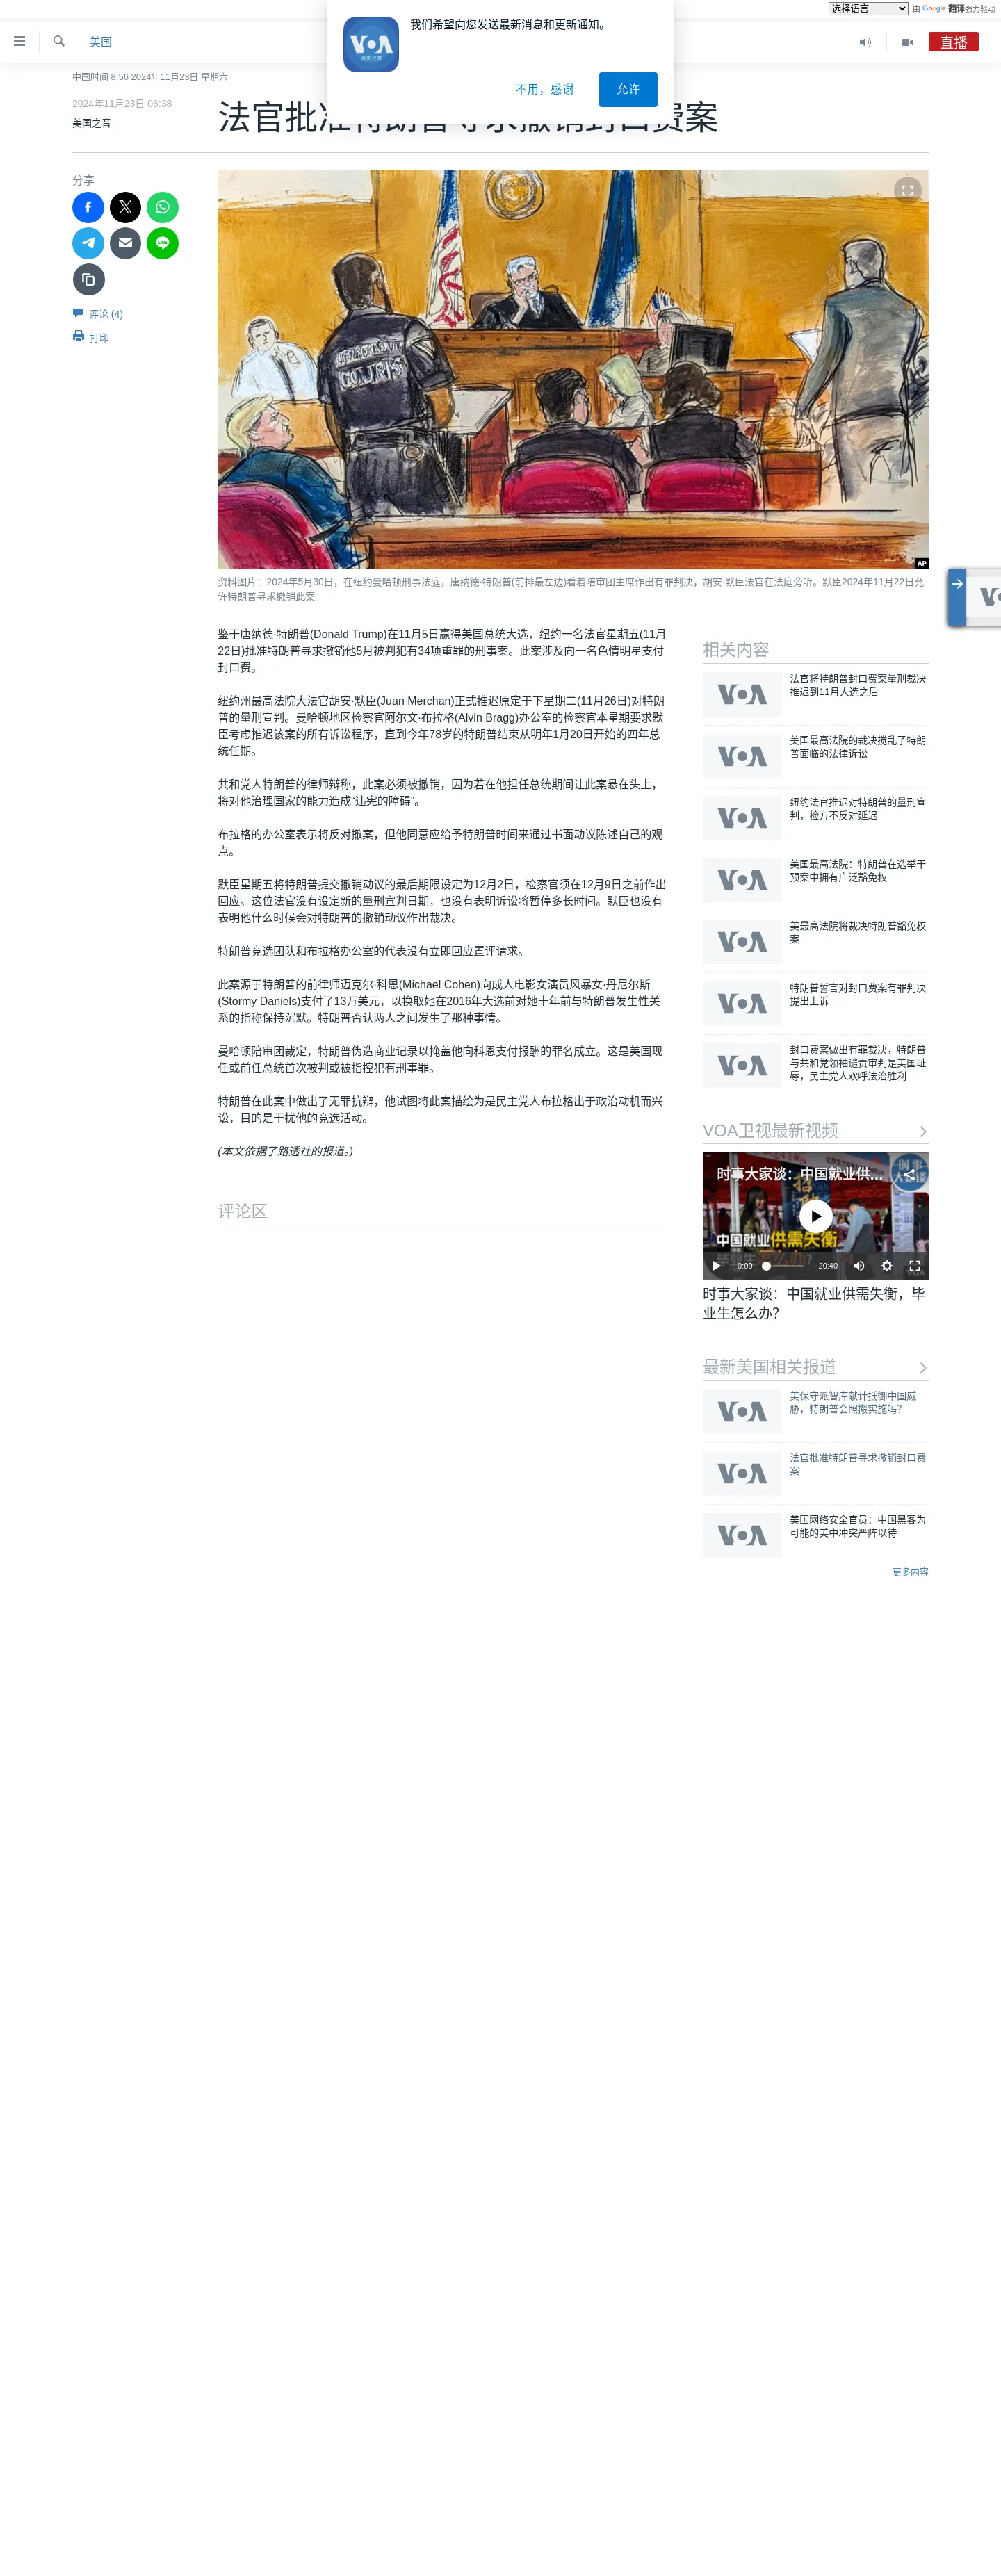 选择语言
由 Google 翻译强力驱动
美国
直播
VOA
美国之音
我们希望向您发送最新消息和更新通知。
不用，感谢
允许
中国时间 8:56 2024年11月23日 星期六
2024年11月23日 06:38
美国之音
法官批准特朗普寻求撤销封口费案
分享
COURTS
AP
评论 (4)
打印
资料图片：2024年5月30日，在纽约曼哈顿刑事法庭，唐纳德·特朗普(前排最左边)看着陪审团主席作出有罪判决，胡安·默臣法官在法庭旁听。默臣2024年11月22日允
许特朗普寻求撤销此案。
鉴于唐纳德·特朗普(Donald Trump)在11月5日赢得美国总统大选，纽约一名法官星期五(11月
22日)批准特朗普寻求撤销他5月被判犯有34项重罪的刑事案。此案涉及向一名色情明星支付
封口费。
纽约州最高法院大法官胡安·默臣(Juan Merchan)正式推迟原定于下星期二(11月26日)对特朗
普的量刑宣判。曼哈顿地区检察官阿尔文·布拉格(Alvin Bragg)办公室的检察官本星期要求默
臣考虑推迟该案的所有诉讼程序，直到今年78岁的特朗普结束从明年1月20日开始的四年总
统任期。
共和党人特朗普的律师辩称，此案必须被撤销，因为若在他担任总统期间让此案悬在头上，
将对他治理国家的能力造成“违宪的障碍”。
布拉格的办公室表示将反对撤案，但他同意应给予特朗普时间来通过书面动议陈述自己的观
点。
默臣星期五将特朗普提交撤销动议的最后期限设定为12月2日，检察官须在12月9日之前作出
回应。这位法官没有设定新的量刑宣判日期，也没有表明诉讼将暂停多长时间。默臣也没有
表明他什么时候会对特朗普的撤销动议作出裁决。
特朗普竞选团队和布拉格办公室的代表没有立即回应置评请求。
此案源于特朗普的前律师迈克尔·科恩(Michael Cohen)向成人电影女演员风暴女·丹尼尔斯
(Stormy Daniels)支付了13万美元，以换取她在2016年大选前对她十年前与特朗普发生性关
系的指称保持沉默。特朗普否认两人之间发生了那种事情。
曼哈顿陪审团裁定，特朗普伪造商业记录以掩盖他向科恩支付报酬的罪名成立。这是美国现
任或前任总统首次被判或被指控犯有刑事罪。
特朗普在此案中做出了无罪抗辩，他试图将此案描绘为是民主党人布拉格出于政治动机而兴
讼，目的是干扰他的竞选活动。
(本文依据了路透社的报道。)
评论区
相关内容
VOA
法官将特朗普封口费案量刑裁决
推迟到11月大选之后
VOA
美国最高法院的裁决搅乱了特朗
普面临的法律诉讼
VOA
纽约法官推迟对特朗普的量刑宣
判，检方不反对延迟
VOA
美国最高法院：特朗普在选举干
预案中拥有广泛豁免权
VOA
美最高法院将裁决特朗普豁免权
案
VOA
特朗普誓言对封口费案有罪判决
提出上诉
VOA
封口费案做出有罪裁决，特朗普
与共和党领袖谴责审判是美国耻
辱，民主党人欢呼法治胜利
VOA卫视最新视频
时事大家谈：中国就业供...
时事
大家谈
中国就业供需失衡
0:00
20:40
时事大家谈：中国就业供需失衡，毕
业生怎么办?
最新美国相关报道
VOA
美保守派智库献计抵御中国威
胁，特朗普会照搬实施吗?
VOA
法官批准特朗普寻求撤销封口费
案
VOA
美国网络安全官员：中国黑客为
可能的美中冲突严阵以待
更多内容